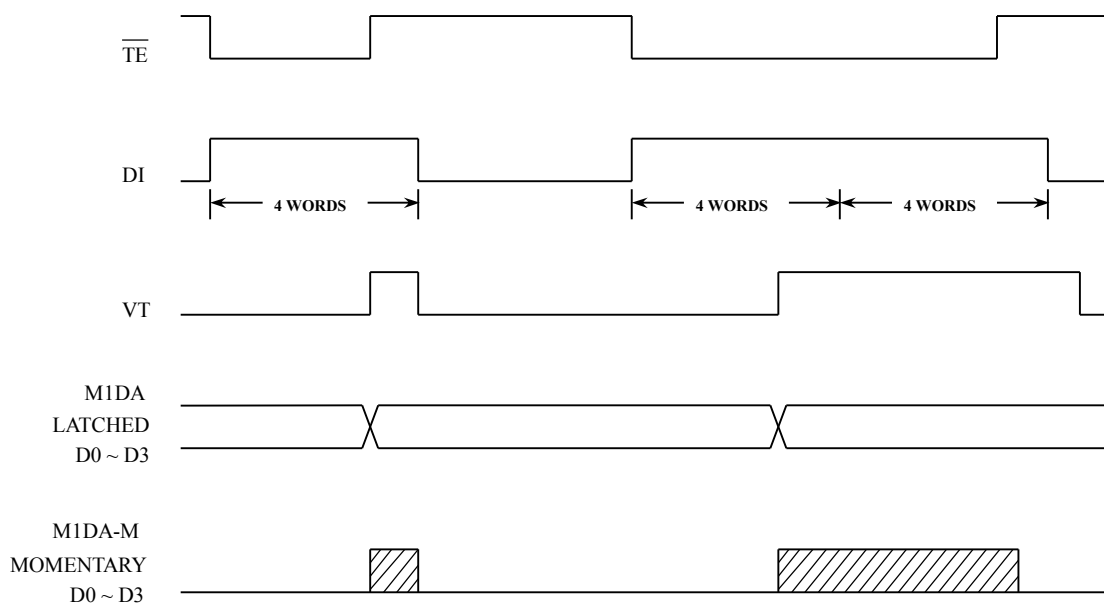 TE
DI
4 WORDS 4 WORDS 4 WORDS
VT
M1DA
LATCHED
D0 ~ D3
M1DA-M
MOMENTARY
D0 ~ D3